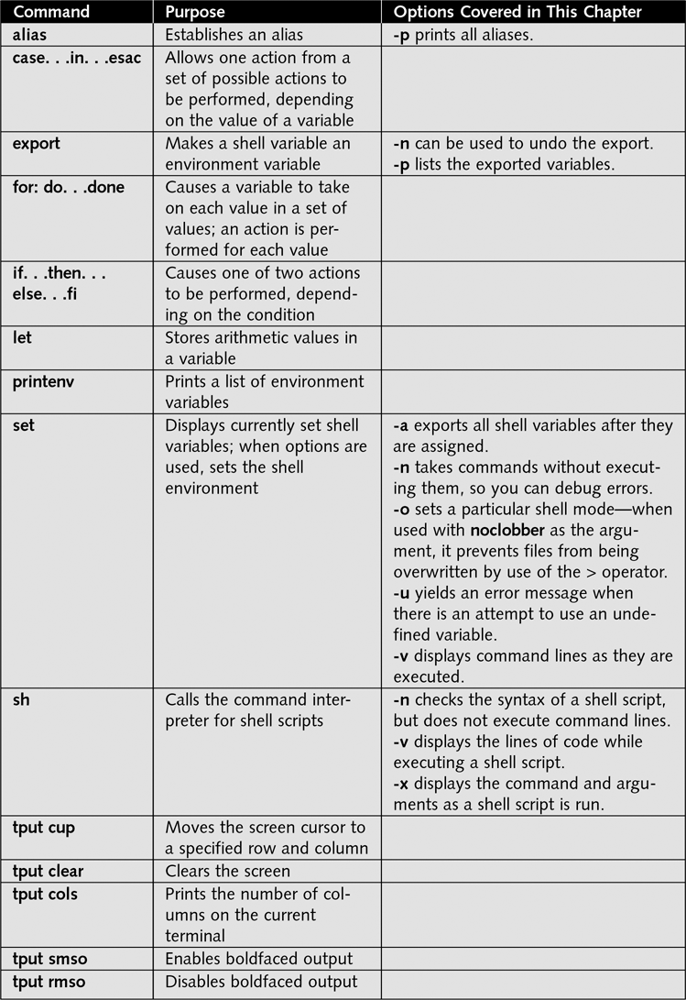 Command Purpose Options Covered in This Chapter
alias Establishes an alias -p prints all aliases.
case. . .in. . .esac Allows one action from a
set of possible actions to
be performed, depending
on the value of a variable
export Makes a shell variable an -n can be used to undo the export.
environment variable -p lists the exported variables.
for: do. . .done Causes a variable to take
on each value in a set of
values; an action is per-
formed for each value
if. . .then. . . Causes one of two actions
else. . .fi to be performed, depend-
ing on the condition
let Stores arithmetic values in
a variable
printenv Prints a list of environment
variables
set Displays currently set shell -a exports all shell variables after they
variables; when options are are assigned.
used, sets the shell -n takes commands without execut-
environment ing them, so you can debug errors.
-o sets a particular shell mode—when
used with noclobber as the argu-
ment, it prevents files from being
overwritten by use of the > operator.
-u yields an error message when
there is an attempt to use an unde-
fined variable.
-v displays command lines as they are
executed.
sh Calls the command inter- -n checks the syntax of a shell script,
preter for shell scripts but does not execute command lines.
-v displays the lines of code while
executing a shell script.
-x displays the command and argu-
ments as a shell script is run.
tput cup Moves the screen cursor to
a specified row and column
tput clear Clears the screen
tput cols Prints the number of col-
umns on the current
terminal
tput smso Enables boldfaced output
tput rmso Disables boldfaced output